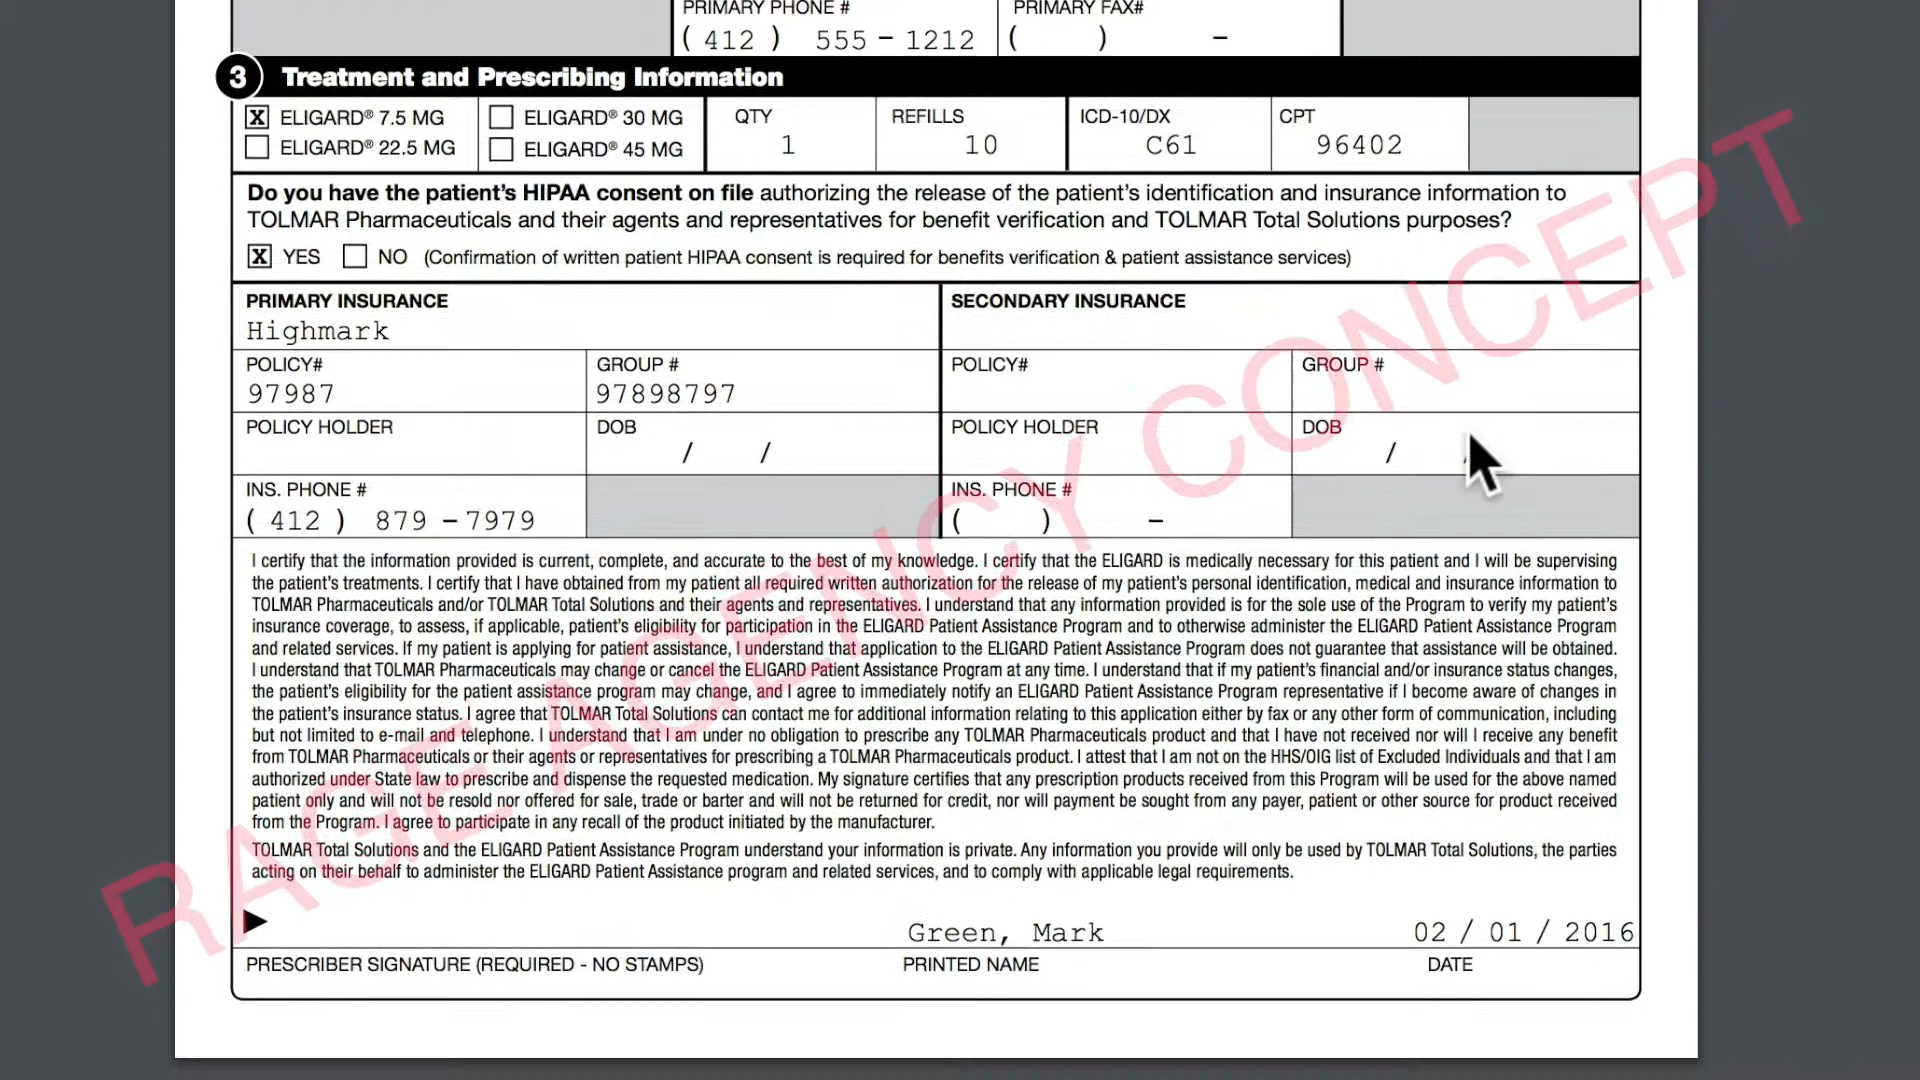 PRIMARY PHONE #
PRIMARY FAX#
( 412 ) 555 – 1212
( ) –
3 Treatment and Prescribing Information
X ELIGARD® 7.5 MG
ELIGARD® 30 MG
ELIGARD® 22.5 MG
ELIGARD® 45 MG
QTY
1
REFILLS
10
ICD-10/DX
C61
CPT
96402
Do you have the patient’s HIPAA consent on file authorizing the release of the patient’s identification and insurance information to
TOLMAR Pharmaceuticals and their agents and representatives for benefit verification and TOLMAR Total Solutions purposes?
X YES NO (Confirmation of written patient HIPAA consent is required for benefits verification & patient assistance services)
PRIMARY INSURANCE
Highmark
POLICY#
97987
GROUP #
97898797
POLICY HOLDER
DOB
/ /
INS. PHONE #
( 412 ) 879 – 7979
SECONDARY INSURANCE
POLICY#
GROUP #
POLICY HOLDER
DOB
/
INS. PHONE #
( ) –
I certify that the information provided is current, complete, and accurate to the best of my knowledge. I certify that the ELIGARD is medically necessary for this patient and I will be supervising
the patient’s treatments. I certify that I have obtained from my patient all required written authorization for the release of my patient’s personal identification, medical and insurance information to
TOLMAR Pharmaceuticals and/or TOLMAR Total Solutions and their agents and representatives. I understand that any information provided is for the sole use of the Program to verify my patient’s
insurance coverage, to assess, if applicable, patient’s eligibility for participation in the ELIGARD Patient Assistance Program and to otherwise administer the ELIGARD Patient Assistance Program
and related services. If my patient is applying for patient assistance, I understand that application to the ELIGARD Patient Assistance Program does not guarantee that assistance will be obtained.
I understand that TOLMAR Pharmaceuticals may change or cancel the ELIGARD Patient Assistance Program at any time. I understand that if my patient’s financial and/or insurance status changes,
the patient’s eligibility for the patient assistance program may change, and I agree to immediately notify an ELIGARD Patient Assistance Program representative if I become aware of changes in
the patient’s insurance status. I agree that TOLMAR Total Solutions can contact me for additional information relating to this application either by fax or any other form of communication, including
but not limited to e-mail and telephone. I understand that I am under no obligation to prescribe any TOLMAR Pharmaceuticals product and that I have not received nor will I receive any benefit
from TOLMAR Pharmaceuticals or their agents or representatives for prescribing a TOLMAR Pharmaceuticals product. I attest that I am not on the HHS/OIG list of Excluded Individuals and that I am
authorized under State law to prescribe and dispense the requested medication. My signature certifies that any prescription products received from this Program will be used for the above named
patient only and will not be resold nor offered for sale, trade or barter and will not be returned for credit, nor will payment be sought from any payer, patient or other source for product received
from the Program. I agree to participate in any recall of the product initiated by the manufacturer.
TOLMAR Total Solutions and the ELIGARD Patient Assistance Program understand your information is private. Any information you provide will only be used by TOLMAR Total Solutions, the parties
acting on their behalf to administer the ELIGARD Patient Assistance program and related services, and to comply with applicable legal requirements.
Green, Mark
02 / 01 / 2016
PRESCRIBER SIGNATURE (REQUIRED - NO STAMPS)
PRINTED NAME
DATE
RAGE AGENCY CONCEPT